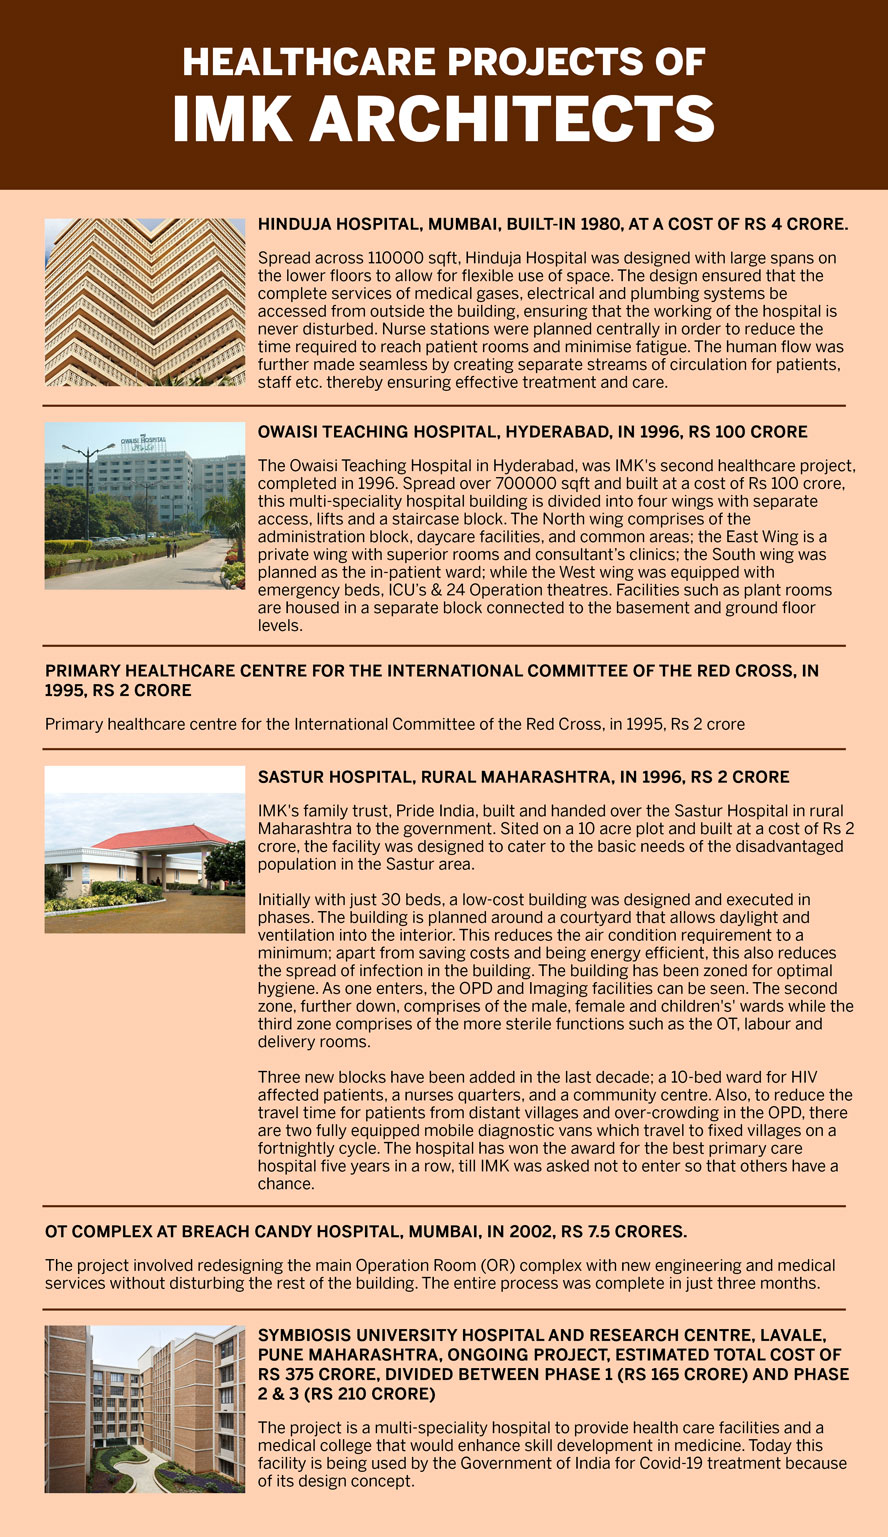 HEALTHCARE PROJECTS OF
IMK ARCHITECTS
HINDUJA HOSPITAL, MUMBAI, BUILT-IN 1980, AT A COST OF RS 4 CRORE.
Spread across 110000 sqft, Hinduja Hospital was designed with large spans on
the lower floors to allow for flexible use of space. The design ensured that the
complete services of medical gases, electrical and plumbing systems be
accessed from outside the building, ensuring that the working of the hospital is
never disturbed. Nurse stations were planned centrally in order to reduce the
time required to reach patient rooms and minimise fatigue. The human flow was
further made seamless by creating separate streams of circulation for patients,
staff etc. thereby ensuring effective treatment and care.
OWAISI HOSPITAL
OWAISI TEACHING HOSPITAL, HYDERABAD, IN 1996, RS 100 CRORE
The Owaisi Teaching Hospital in Hyderabad, was IMK's second healthcare project,
completed in 1996. Spread over 700000 sqft and built at a cost of Rs 100 crore,
this multi-speciality hospital building is divided into four wings with separate
access, lifts and a staircase block. The North wing comprises of the
administration block, daycare facilities, and common areas; the East Wing is a
private wing with superior rooms and consultant's clinics; the South wing was
planned as the in-patient ward; while the West wing was equipped with
emergency beds, ICU's & 24 Operation theatres. Facilities such as plant rooms
are housed in a separate block connected to the basement and ground floor
levels.
PRIMARY HEALTHCARE CENTRE FOR THE INTERNATIONAL COMMITTEE OF THE RED CROSS, IN
1995, RS 2 CRORE
Primary healthcare centre for the International Committee of the Red Cross, in 1995, Rs 2 crore
SASTUR HOSPITAL, RURAL MAHARASHTRA, IN 1996, RS 2 CRORE
IMK's family trust, Pride India, built and handed over the Sastur Hospital in rural
Maharashtra to the government. Sited on a 10 acre plot and built at a cost of Rs 2
crore, the facility was designed to cater to the basic needs of the disadvantaged
population in the Sastur area.
Initially with just 30 beds, a low-cost building was designed and executed in
phases. The building is planned around a courtyard that allows daylight and
ventilation into the interior. This reduces the air condition requirement to a
minimum; apart from saving costs and being energy efficient, this also reduces
the spread of infection in the building. The building has been zoned for optimal
hygiene. As one enters, the OPD and Imaging facilities can be seen. The second
zone, further down, comprises of the male, female and children's' wards while the
third zone comprises of the more sterile functions such as the OT, labour and
delivery rooms.
Three new blocks have been added in the last decade; a 10-bed ward for HIV
affected patients, a nurses quarters, and a community centre. Also, to reduce the
travel time for patients from distant villages and over-crowding in the OPD, there
are two fully equipped mobile diagnostic vans which travel to fixed villages on a
fortnightly cycle. The hospital has won the award for the best primary care
hospital five years in a row, till IMK was asked not to enter so that others have a
chance.
OT COMPLEX AT BREACH CANDY HOSPITAL, MUMBAI, IN 2002, RS 7.5 CRORES.
The project involved redesigning the main Operation Room (OR) complex with new engineering and medical
services without disturbing the rest of the building. The entire process was complete in just three months.
SYMBIOSIS UNIVERSITY HOSPITAL AND RESEARCH CENTRE, LAVALE,
PUNE MAHARASHTRA, ONGOING PROJECT, ESTIMATED TOTAL COST OF
RS 375 CRORE, DIVIDED BETWEEN PHASE 1 (RS 165 CRORE) AND PHASE
2 & 3 (RS 210 CRORE)
The project is a multi-speciality hospital to provide health care facilities and a
medical college that would enhance skill development in medicine. Today this
facility is being used by the Government of India for Covid-19 treatment because
of its design concept.